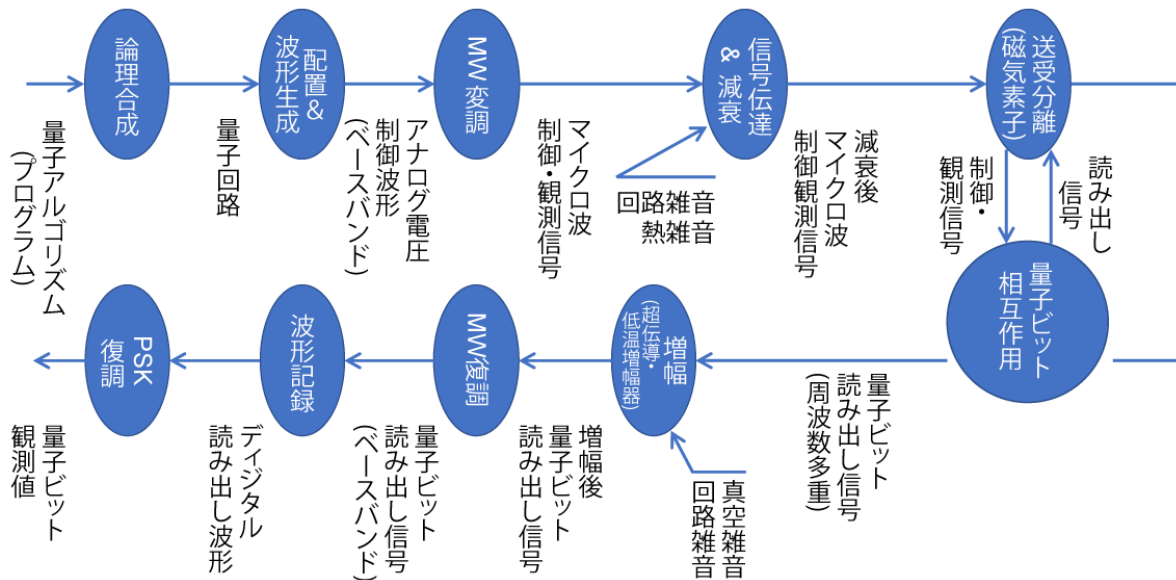 論理合成
配置&
波形生成
MW変調
信号伝達
& 減衰
送受分離
(磁気素子)
量子アルゴリズム
(プログラム)
量子回路
アナログ電圧
制御波形
(ベースバンド)
マイクロ波
制御・観測信号
回路雑音
熱雑音
減衰後
マイクロ波
制御観測信号
制御・
観測信号
読み出し
信号
量子ビット
相互作用
増幅
(超伝導・
低温増幅器)
MW復調
波形記録
PSK
復調
量子ビット
読み出し信号
(周波数多重)
真空雑音
回路雑音
増幅後
量子ビット
読み出し信号
量子ビット
読み出し信号
(ベースバンド)
ディジタル
読み出し波形
量子ビット
観測値